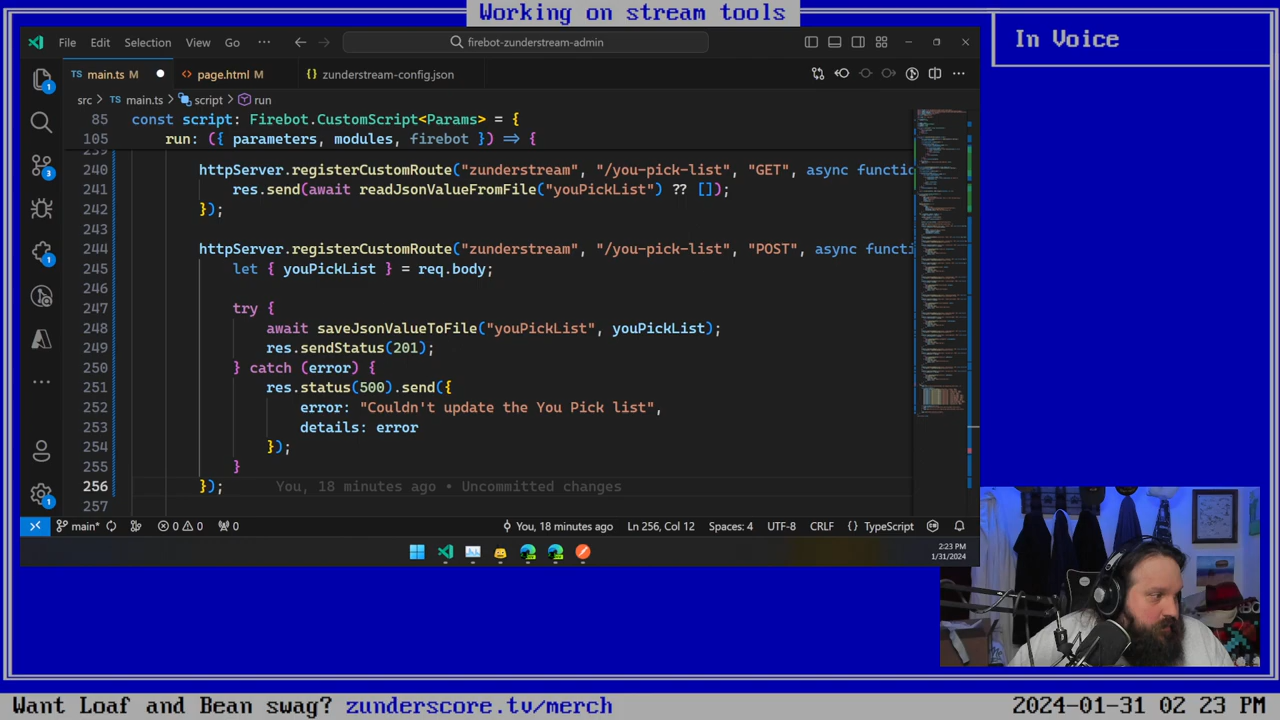 Working on stream tools
In Voice
File Edit Selection View Go ··· firebot-zunderstream-admin
TS main.ts M page.html M zunderstream-config.json
src > TS main.ts > script > run
85 const script: Firebot.CustomScript<Params> = {
105 run: ({ parameters, modules, firebot }) => {
240 "/you-pick-list", "GET", async functio
241 res.send(await readJsonValueFromFile("youPickList") ?? []);
242 });
243
244 "/you-pick-list", "POST", async functi
245 { youPickList } = req.body;
246
247 try {
248 await saveJsonValueToFile("youPickList", youPickList);
249 res.sendStatus(201);
250 } catch (error) {
251 res.status(500).send({
252 error: "Couldn't update the You Pick list",
253 details: error
254 });
255 }
256 }); You, 18 minutes ago • Uncommitted changes
257
main* 0 0 0 You, 18 minutes ago Ln 256, Col 12 Spaces: 4 UTF-8 CRLF {} TypeScript
2:23 PM
1/31/2024
Want Loaf and Bean swag? zunderscore.tv/merch 2024-01-31 02 23 PM